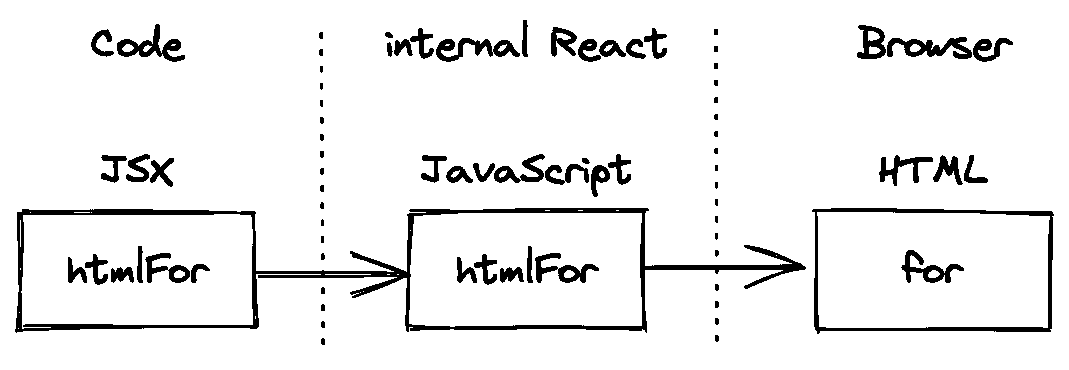 Code
internal React
Browser
JSX
JavaScript
HTML
htmlFor
htmlFor
for